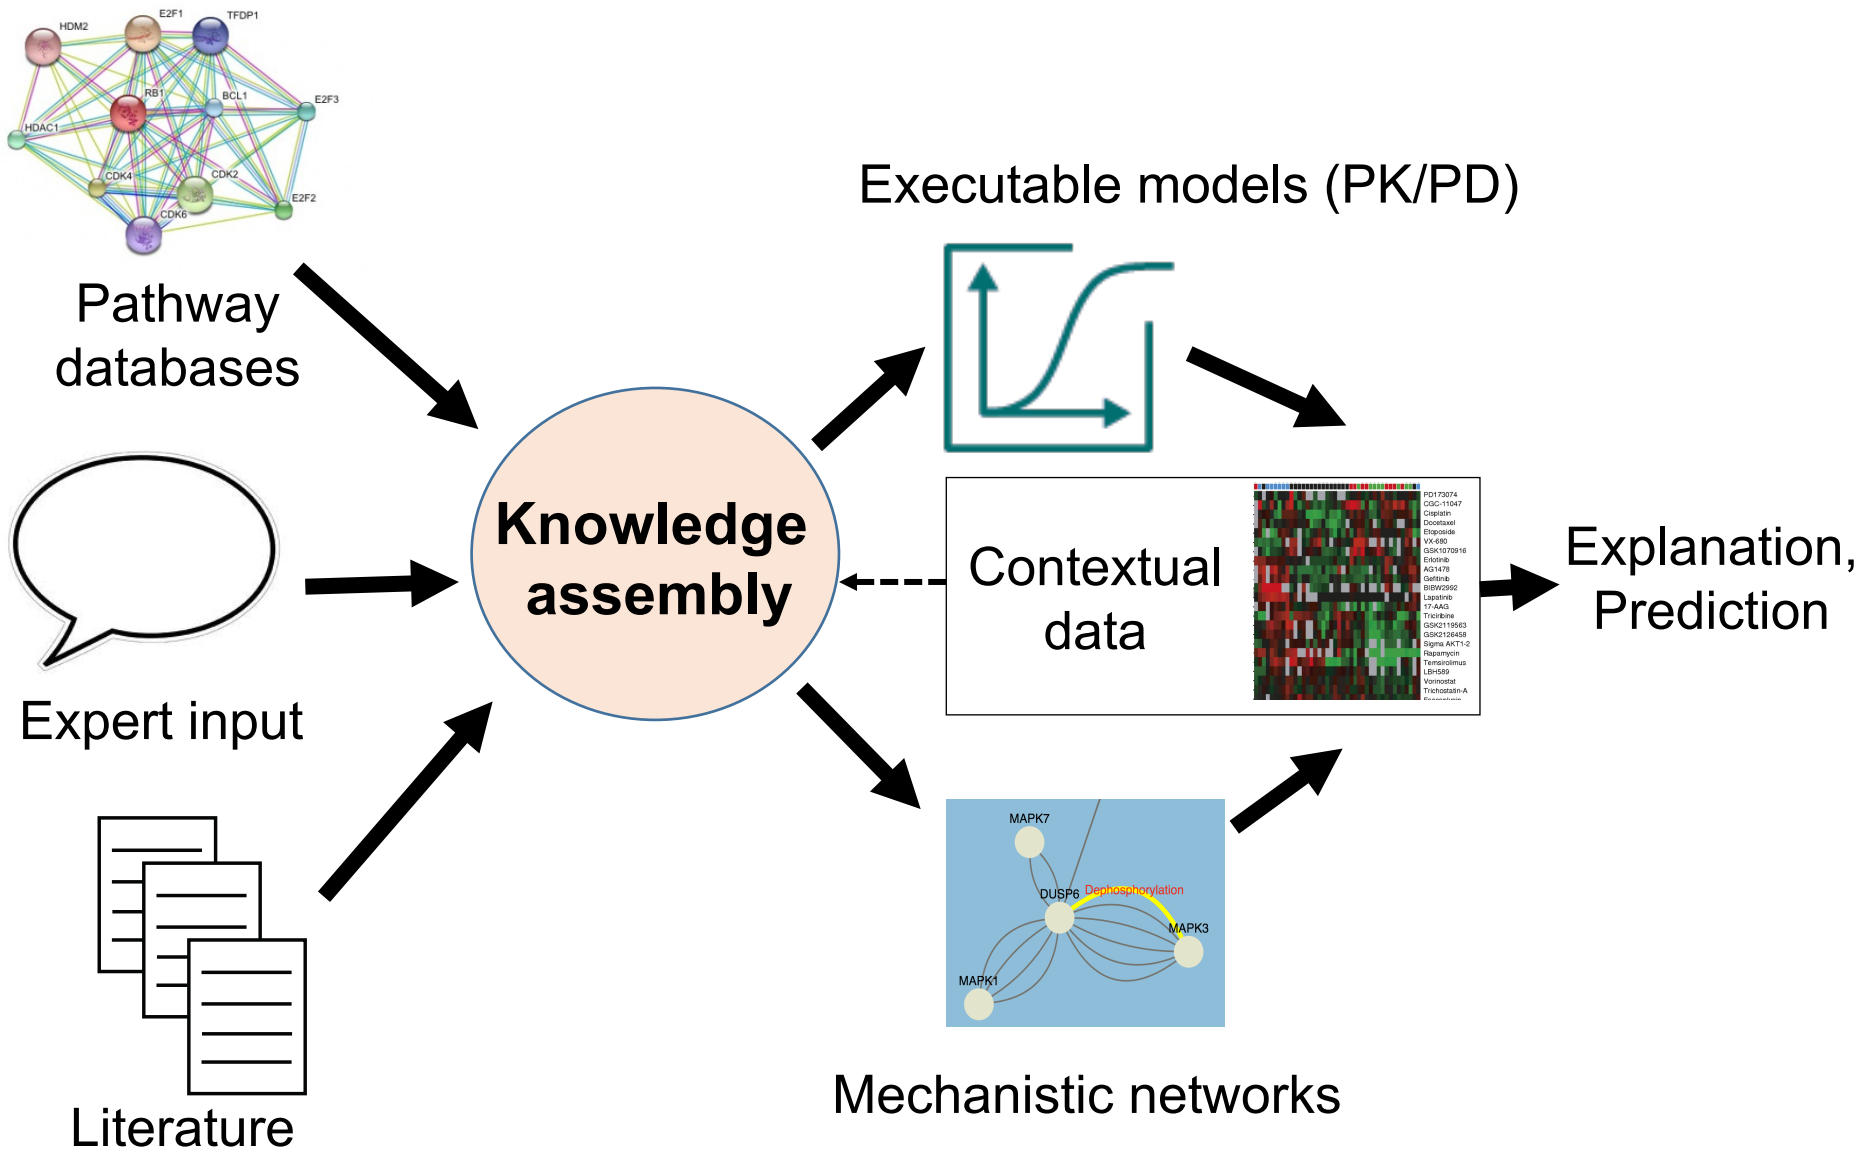 HDM2
E2F1
TFDP1
RB1
BCL1
E2F3
HDAC1
CDK4
CDK2
E2F2
CDK6
Pathway
databases
Expert input
Literature
Knowledge
assembly
Executable models (PK/PD)
Contextual
data
PD173074
CGC-11047
Cisplatin
Docetaxel
Etoposide
VX-680
GSK1070916
Erlotinib
AG1478
Gefitinib
BIBW2992
Lapatinib
17-AAG
Triciribine
GSK2119563
GSK2126458
Sigma AKT1-2
Rapamycin
Temsirolimus
LBH589
Vorinostat
Trichostatin-A
MAPK7
DUSP6
Dephosphorylation
MAPK3
MAPK1
Mechanistic networks
Explanation,
Prediction